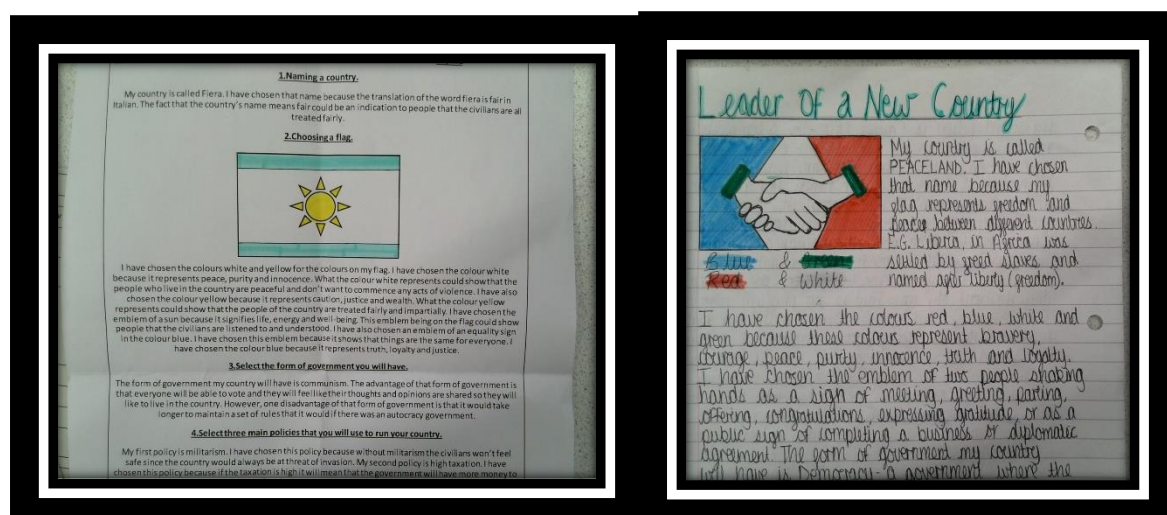 1.Naming a country.
My country is called Fiera. I have chosen that name because the translation of the word fiera is fair in
Italian. The fact that the country's name means fair could be an indication to people that the civilians are all
treated fairly.
2.Choosing a flag.
I have chosen the colours white and yellow for the colours on my flag. I have chosen the colour white
because it represents peace, purity and innocence. What the colour white represents could show that the
people who live in the country are peaceful and don't want to commence any acts of violence. I have also
chosen the colour yellow because it represents caution, justice and wealth. What the colour yellow
represents could show that the people of the country are treated fairly and impartially. I have chosen the
emblem of a sun because it signifies life, energy and well-being. This emblem being on the flag could show
people that the civilians are listened to and understood. I have also chosen an emblem of an equality sign
in the colour blue. I have chosen this emblem because it shows that things are the same for everyone. I
have chosen the colour blue because it represents truth, loyalty and justice.
3.Select the form of government you will have.
The form of government my country will have is communism. The advantage of that form of government is
that everyone will be able to vote and they will feel like their thoughts and opinions are shared so they will
like to live in the country. However, one disadvantage of that form of government is that it would take
longer to maintain a set of rules that it would if there was an autocracy government.
4.Select three main policies that you will use to run your country.
My first policy is militarism. I have chosen this policy because without militarism the civilians won't feel
safe since the country would always be at threat of invasion. My second policy is high taxation. I have
chosen this policy because if the taxation is high it will mean that the government will have more money to
Leader Of a New Country
My country is called
PEACELAND. I have chosen
that name because my
flag represents freedom and
peace between different countries.
E.G. Liberia, in Africa was
settled by freed slaves and
named after liberty (freedom).
Blue & Green
Red & White
I have chosen the colours red, blue, white and
green because these colours represent bravery,
courage, peace, purity, innocence, truth and loyalty.
I have chosen the emblem of two people shaking
hands as a sign of meeting, greeting, parting,
offering, congratulations, expressing gratitude, or as a
public sign of completing a business or diplomatic
agreement. The form of government my country
will have is Democracy- a government where the